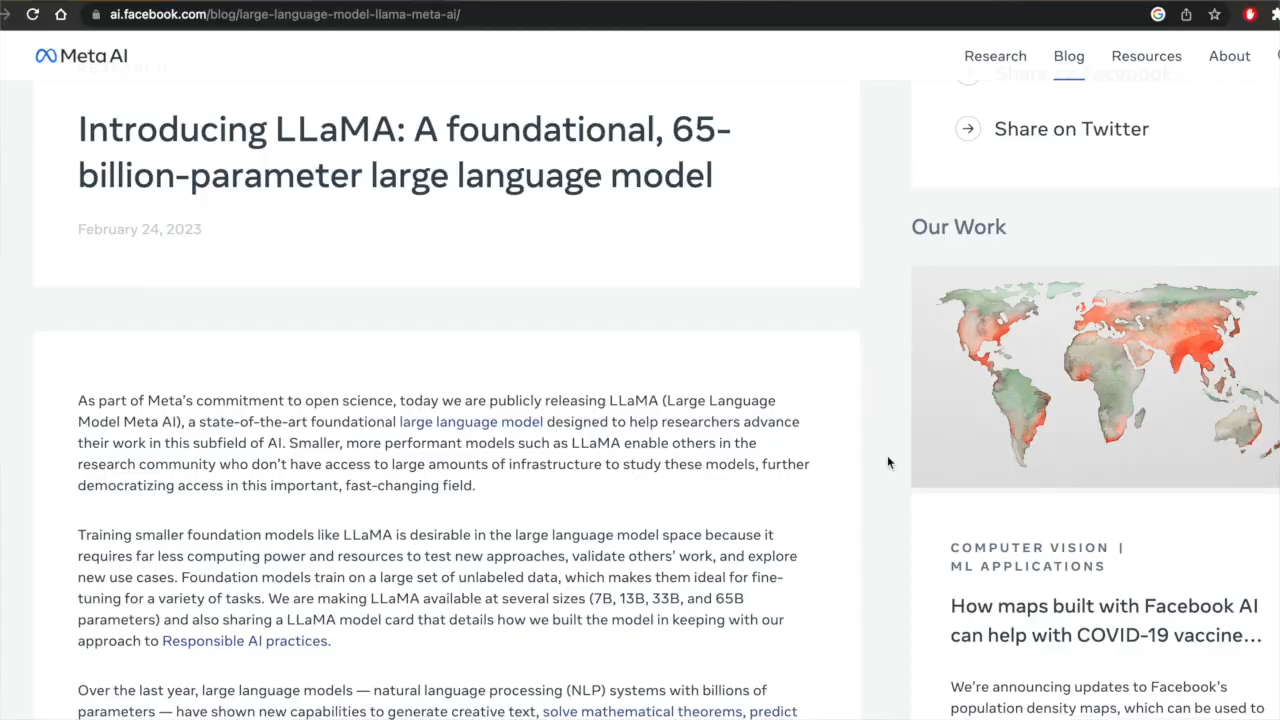 ai.facebook.com/blog/large-language-model-llama-meta-ai/
Meta AI
Research
Blog
Resources
About
RESEARCH
Share on Facebook
Introducing LLaMA: A foundational, 65-
billion-parameter large language model
February 24, 2023
Share on Twitter
Our Work
As part of Meta's commitment to open science, today we are publicly releasing LLaMA (Large Language
Model Meta AI), a state-of-the-art foundational large language model designed to help researchers advance
their work in this subfield of AI. Smaller, more performant models such as LLaMA enable others in the
research community who don't have access to large amounts of infrastructure to study these models, further
democratizing access in this important, fast-changing field.
Training smaller foundation models like LLaMA is desirable in the large language model space because it
requires far less computing power and resources to test new approaches, validate others' work, and explore
new use cases. Foundation models train on a large set of unlabeled data, which makes them ideal for fine-
tuning for a variety of tasks. We are making LLaMA available at several sizes (7B, 13B, 33B, and 65B
parameters) and also sharing a LLaMA model card that details how we built the model in keeping with our
approach to Responsible AI practices.
Over the last year, large language models — natural language processing (NLP) systems with billions of
parameters — have shown new capabilities to generate creative text, solve mathematical theorems, predict
COMPUTER VISION |
ML APPLICATIONS
How maps built with Facebook AI
can help with COVID-19 vaccine...
We're announcing updates to Facebook's
population density maps, which can be used to